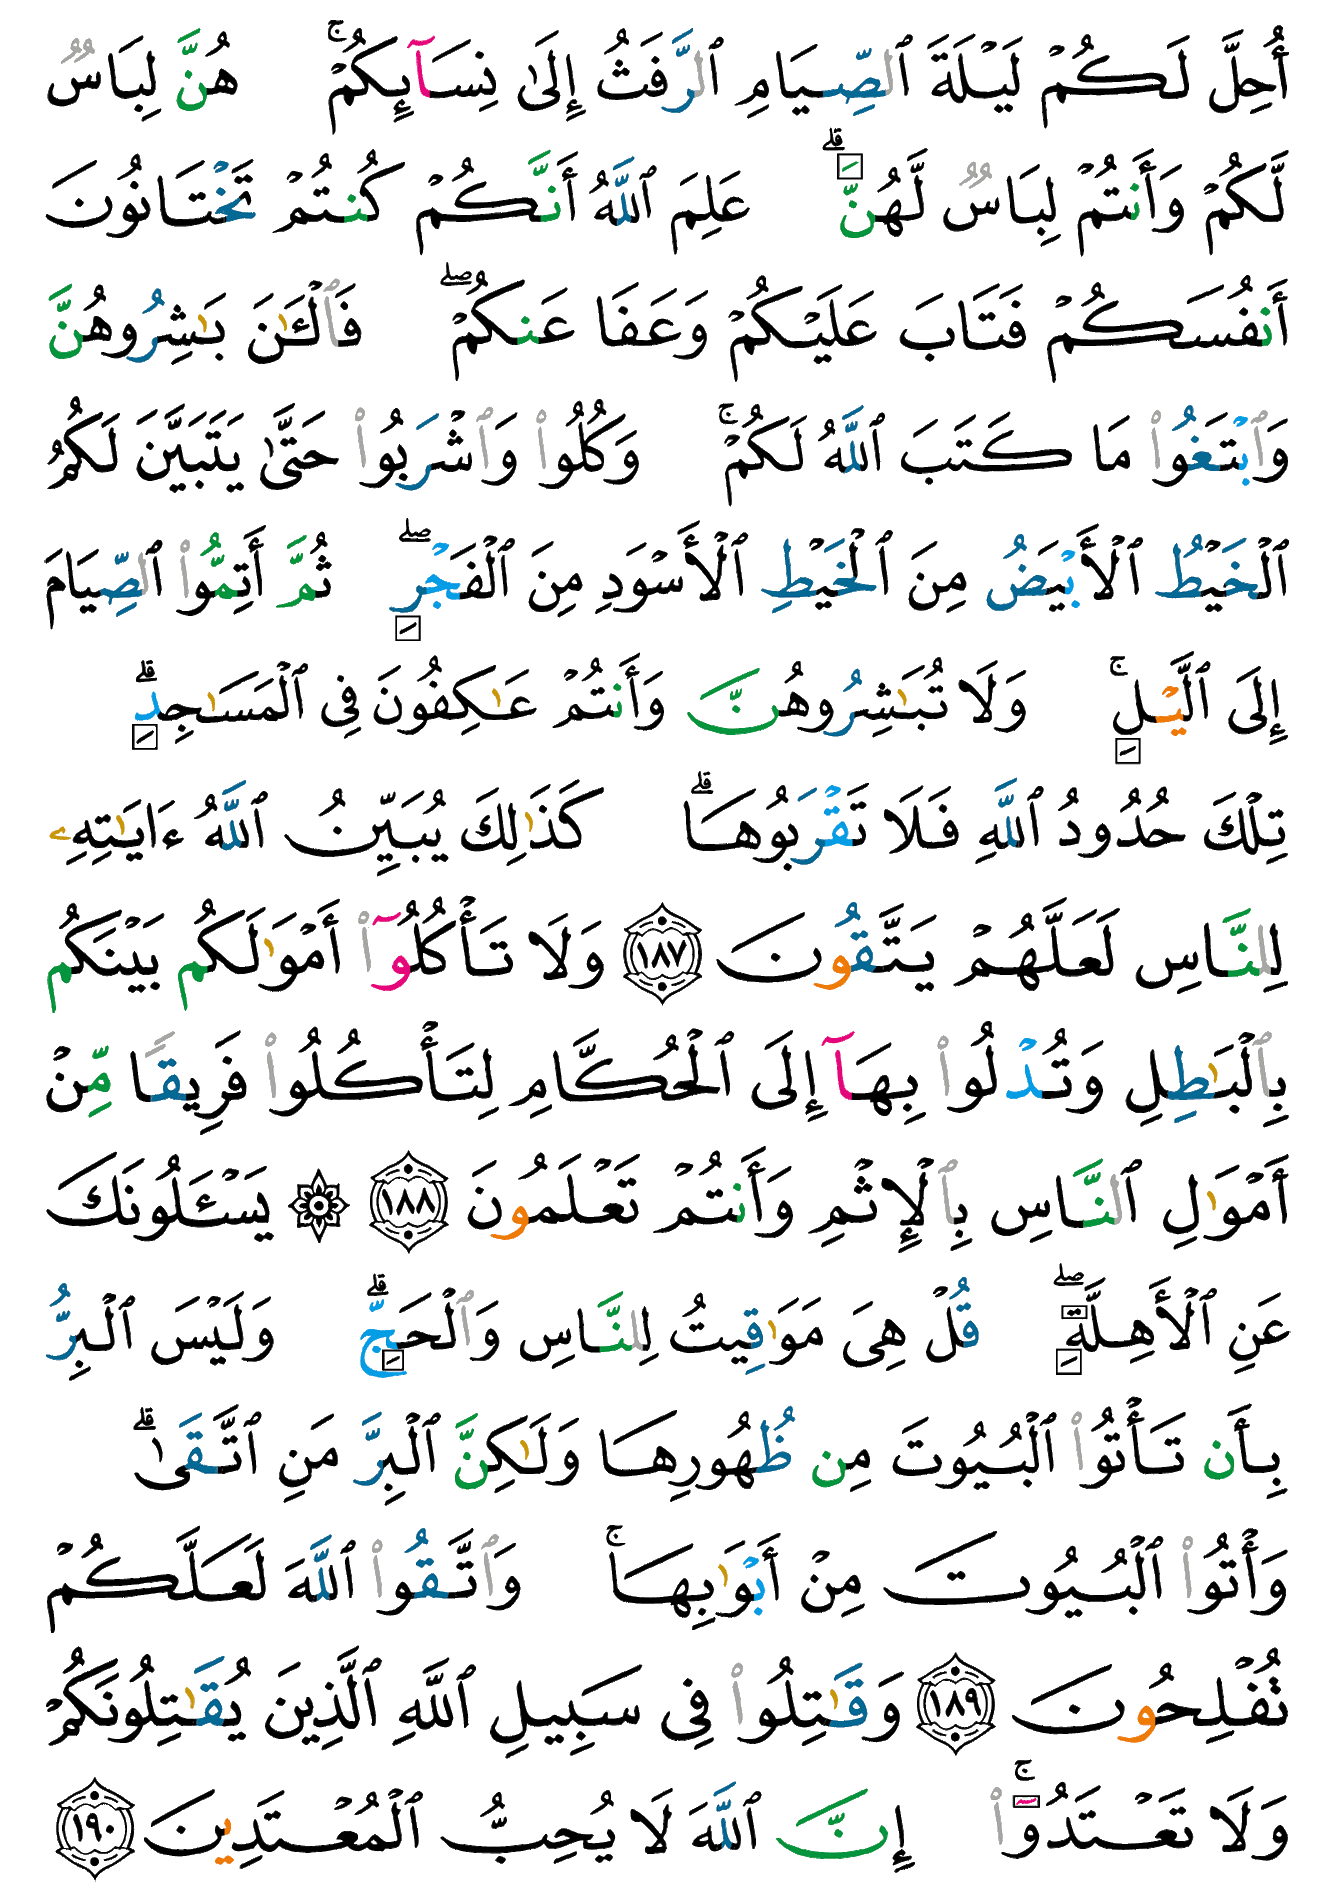 أُحِلَّ لَكُمْ لَيْلَةَ ٱلصِّيَامِ ٱلرَّفَثُ إِلَىٰ نِسَآئِكُمْ ۚ هُنَّ لِبَاسٌ
لَّكُمْ وَأَنتُمْ لِبَاسٌ لَّهُنَّ ۗ عَلِمَ ٱللَّهُ أَنَّكُمْ كُنتُمْ تَخْتَانُونَ
أَنفُسَكُمْ فَتَابَ عَلَيْكُمْ وَعَفَا عَنكُمْ ۖ فَٱلْـَٔـٰنَ بَـٰشِرُوهُنَّ
وَٱبْتَغُوا۟ مَا كَتَبَ ٱللَّهُ لَكُمْ ۚ وَكُلُوا۟ وَٱشْرَبُوا۟ حَتَّىٰ يَتَبَيَّنَ لَكُمُ
ٱلْخَيْطُ ٱلْأَبْيَضُ مِنَ ٱلْخَيْطِ ٱلْأَسْوَدِ مِنَ ٱلْفَجْرِ ۖ ثُمَّ أَتِمُّوا۟ ٱلصِّيَامَ
إِلَى ٱلَّيْلِ ۚ وَلَا تُبَـٰشِرُوهُنَّ وَأَنتُمْ عَـٰكِفُونَ فِى ٱلْمَسَـٰجِدِ ۗ
تِلْكَ حُدُودُ ٱللَّهِ فَلَا تَقْرَبُوهَا ۗ كَذَٰلِكَ يُبَيِّنُ ٱللَّهُ ءَايَـٰتِهِۦ
لِلنَّاسِ لَعَلَّهُمْ يَتَّقُونَ ١٨٧ وَلَا تَأْكُلُوٓا۟ أَمْوَٰلَكُم بَيْنَكُم
بِٱلْبَـٰطِلِ وَتُدْلُوا۟ بِهَآ إِلَى ٱلْحُكَّامِ لِتَأْكُلُوا۟ فَرِيقًا مِّنْ
أَمْوَٰلِ ٱلنَّاسِ بِٱلْإِثْمِ وَأَنتُمْ تَعْلَمُونَ ١٨٨ ۞ يَسْـَٔلُونَكَ
عَنِ ٱلْأَهِلَّةِ ۖ قُلْ هِىَ مَوَٰقِيتُ لِلنَّاسِ وَٱلْحَجِّ ۗ وَلَيْسَ ٱلْبِرُّ
بِأَن تَأْتُوا۟ ٱلْبُيُوتَ مِن ظُهُورِهَا وَلَـٰكِنَّ ٱلْبِرَّ مَنِ ٱتَّقَىٰ ۗ
وَأْتُوا۟ ٱلْبُيُوتَ مِنْ أَبْوَٰبِهَا ۚ وَٱتَّقُوا۟ ٱللَّهَ لَعَلَّكُمْ
تُفْلِحُونَ ١٨٩ وَقَـٰتِلُوا۟ فِى سَبِيلِ ٱللَّهِ ٱلَّذِينَ يُقَـٰتِلُونَكُمْ
وَلَا تَعْتَدُوٓا۟ ۚ إِنَّ ٱللَّهَ لَا يُحِبُّ ٱلْمُعْتَدِينَ ١٩٠